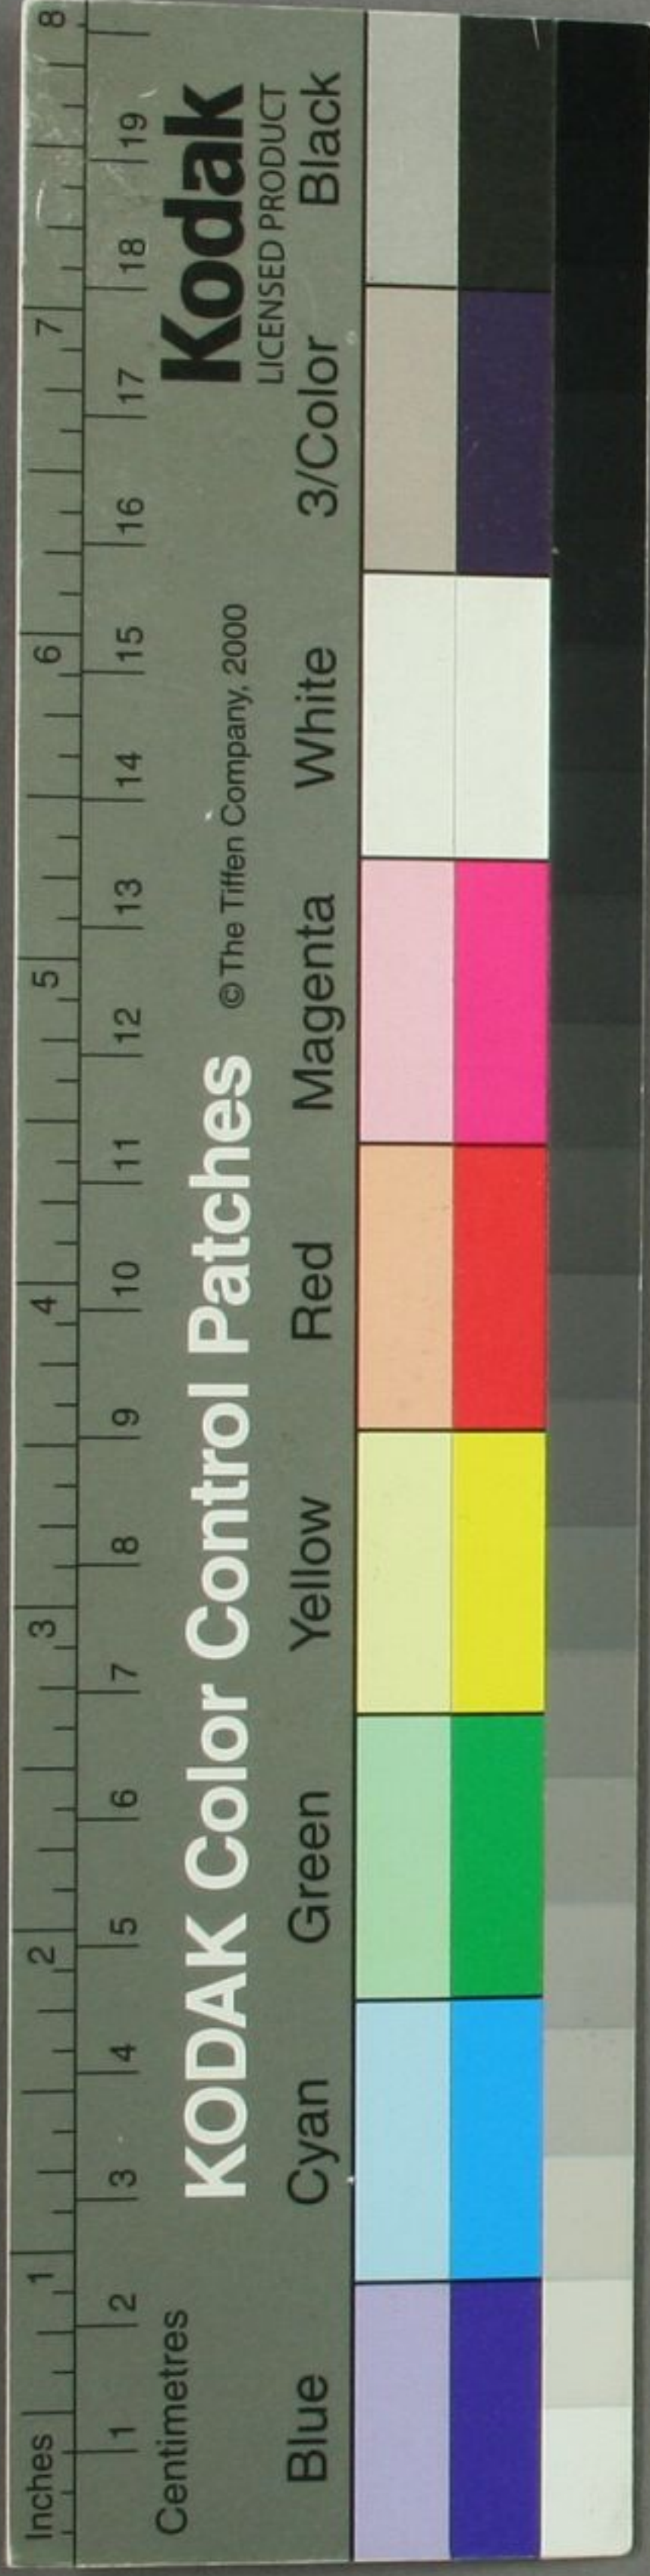 Inches 1 2 3 4 5 6 7 8
Centimetres 1 2 3 4 5 6 7 8 9 10 11 12 13 14 15 16 17 18 19
KODAK Color Control Patches © The Tiffen Company, 2000 Kodak
LICENSED PRODUCT
Blue Cyan Green Yellow Red Magenta White 3/Color Black